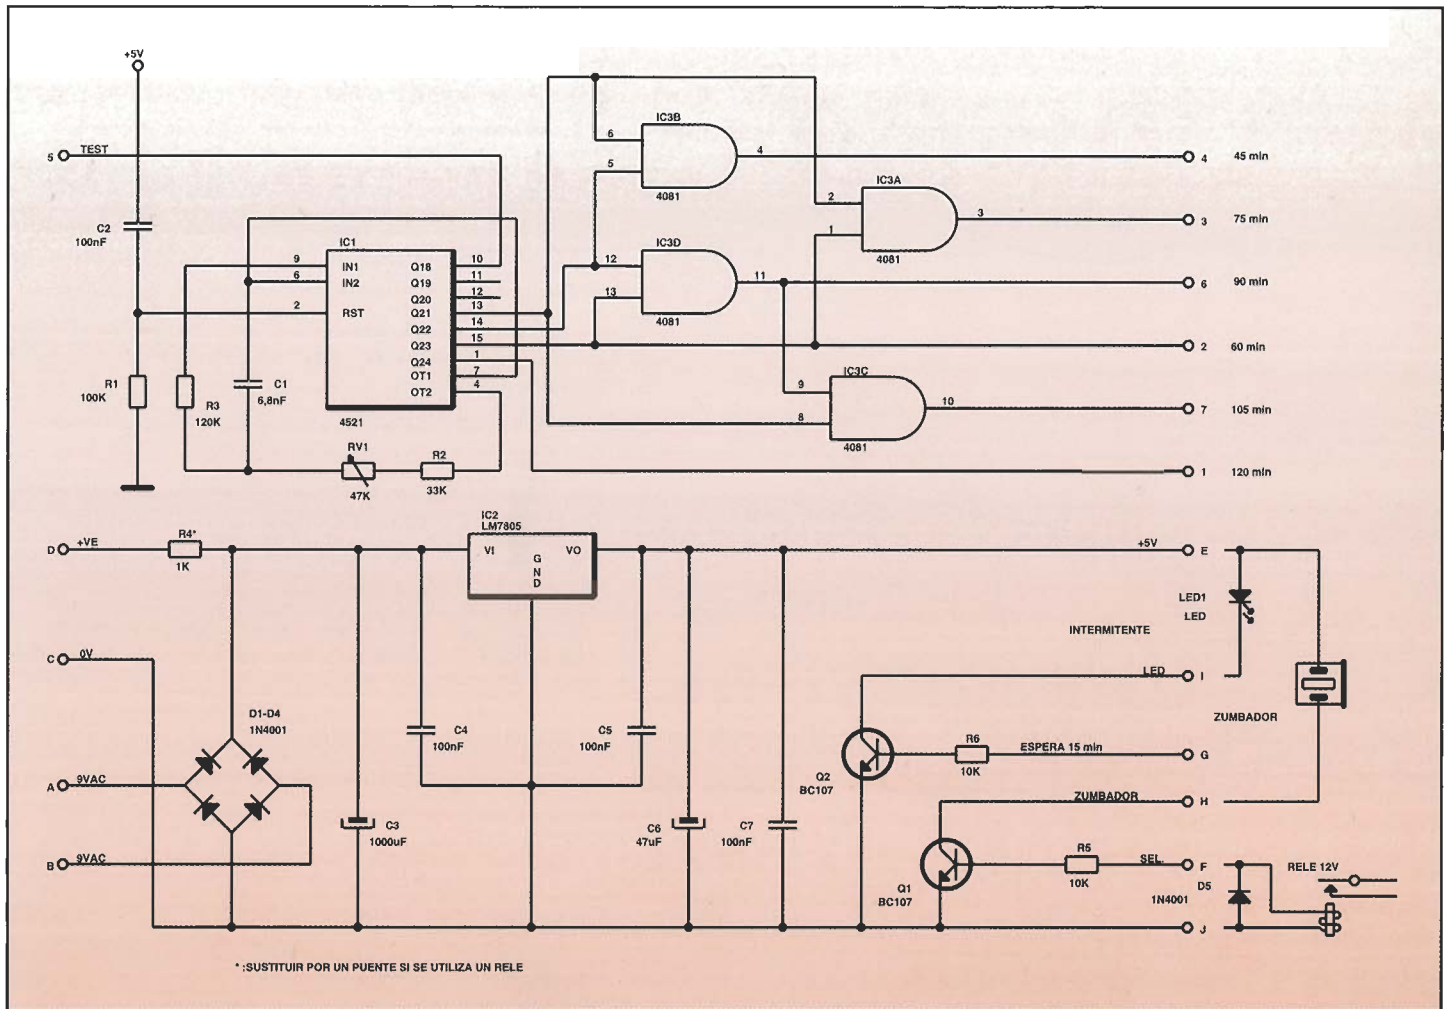 +5V
5 TEST
C2
100nF
R1
100K
R3
120K
C1
6,8nF
IC1
9 IN1
6 IN2
2 RST
Q18 10
Q19 11
Q20 12
Q21 13
Q22 14
Q23 15
Q24 1
OT1 7
OT2 4
4521
RV1
47K
R2
33K
IC3B
6
5
4
4081
IC3A
2
1
3
4081
IC3D
12
13
11
4081
IC3C
9
8
10
4081
4 45 min
3 75 min
6 90 min
2 60 min
7 105 min
1 120 min
D +VE
R4*
1K
IC2
LM7805
VI
GND
VO
+5V
E
C 0V
D1-D4
1N4001
A 9VAC
B 9VAC
C3
1000uF
C4
100nF
C5
100nF
C6
47uF
C7
100nF
LED1
LED
INTERMITENTE
LED I
ZUMBADOR
Q2
BC107
R6
10K
ESPERA 15 min G
ZUMBADOR H
Q1
BC107
R5
10K
SEL. F
D5
1N4001
RELE 12V
J
* :SUSTITUIR POR UN PUENTE SI SE UTILIZA UN RELE